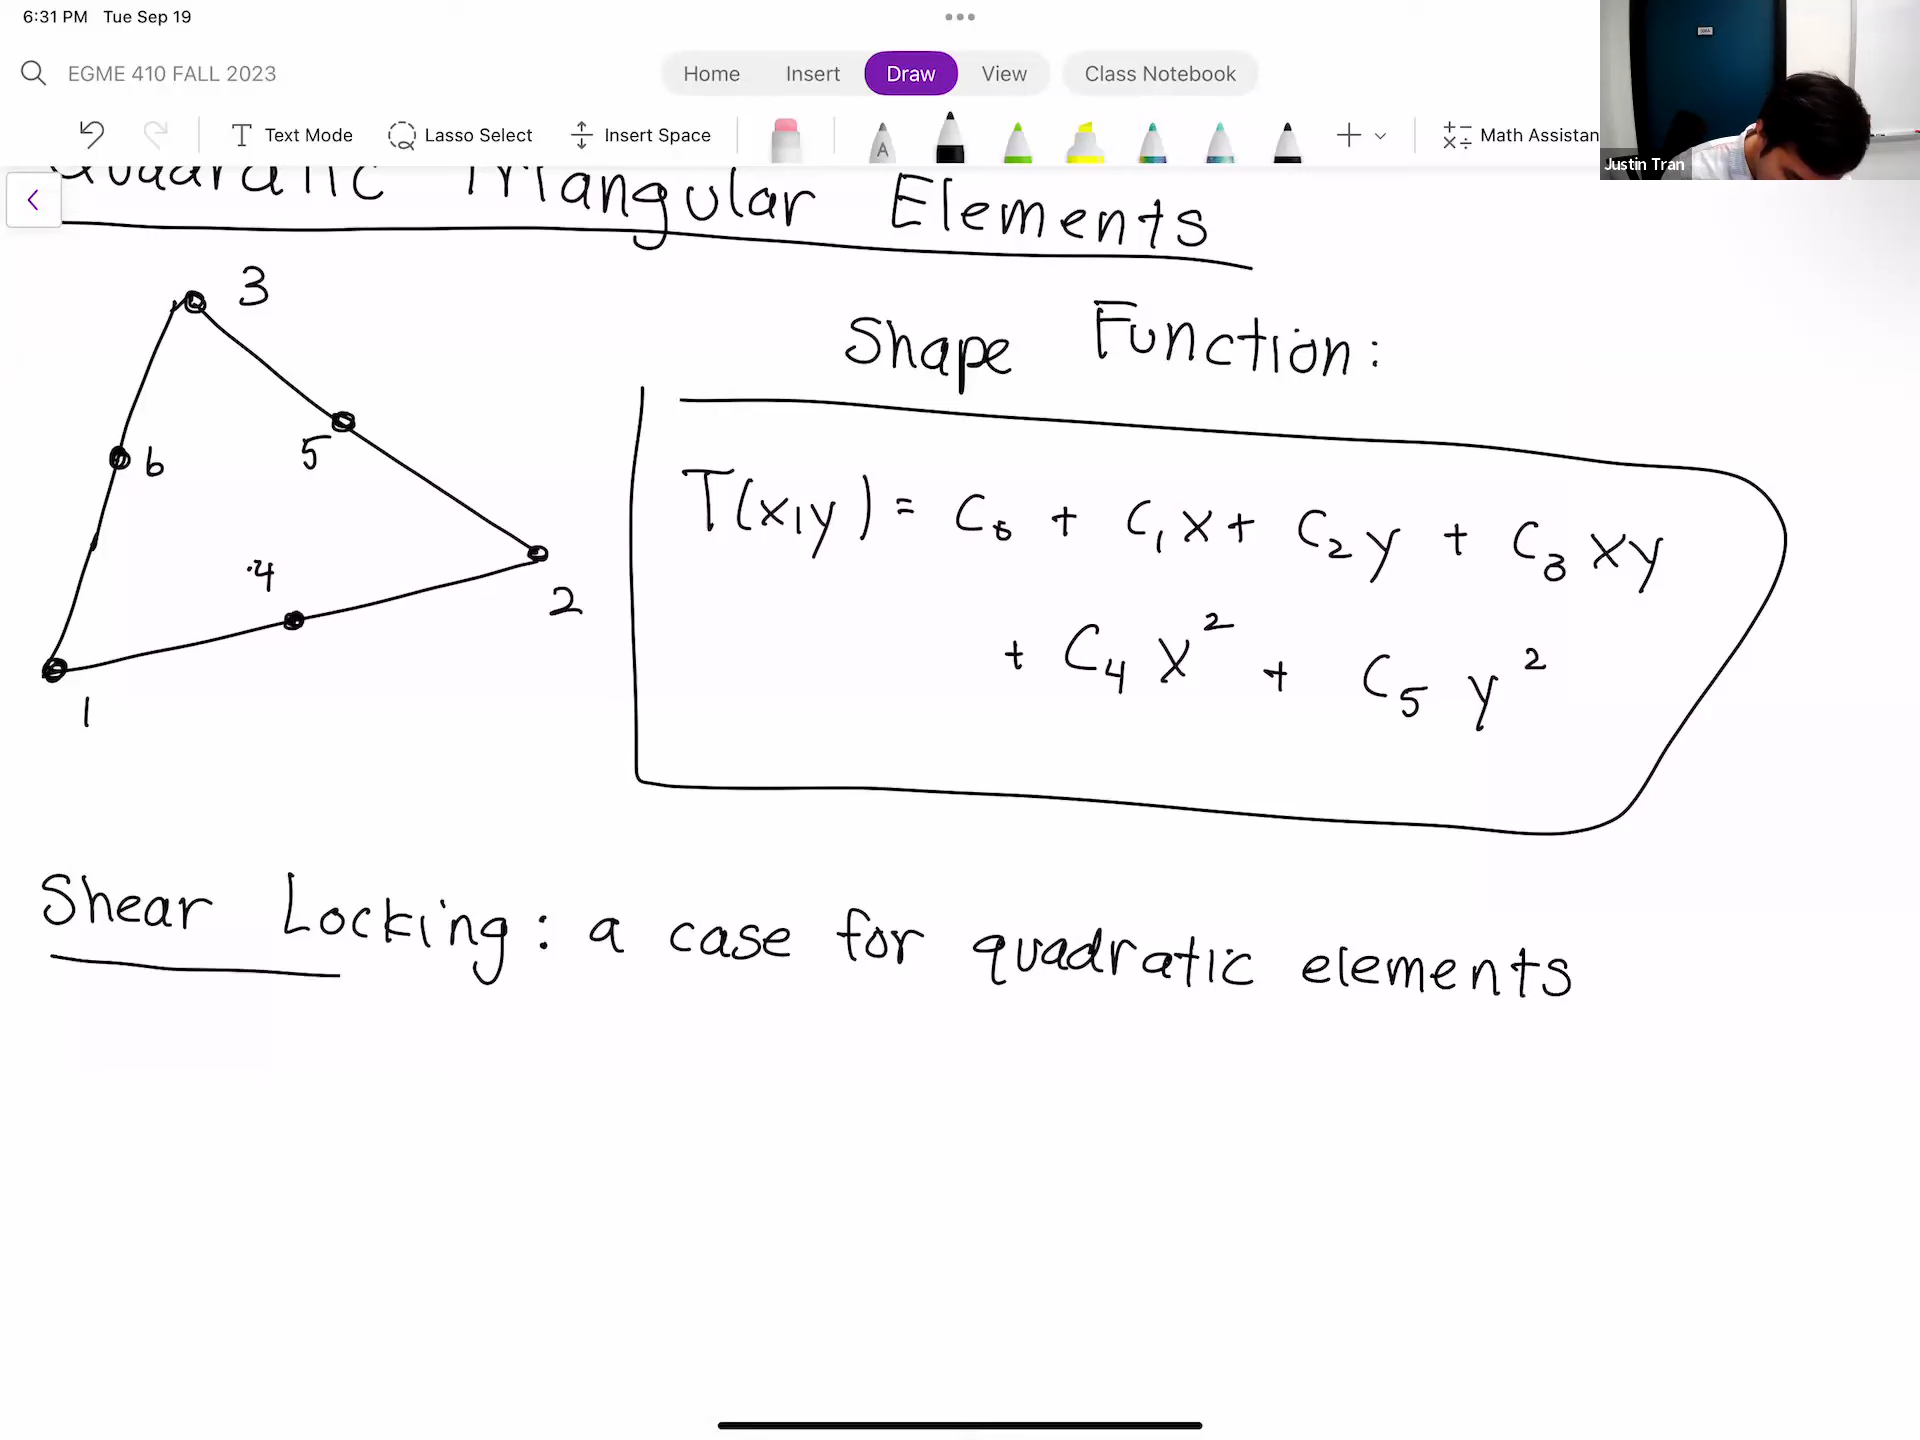 6:31 PM Tue Sep 19
EGME 410 FALL 2023
Home Insert Draw View Class Notebook
Text Mode Lasso Select Insert Space A Math Assistan
Justin Tran
Quadratic Triangular Elements
3
Shape Function:
5
6
T(x,y) = C₀ + C₁x + C₂y + C₃xy
.4
2
+ C₄x² + C₅y²
1
Shear Locking: a case for quadratic elements